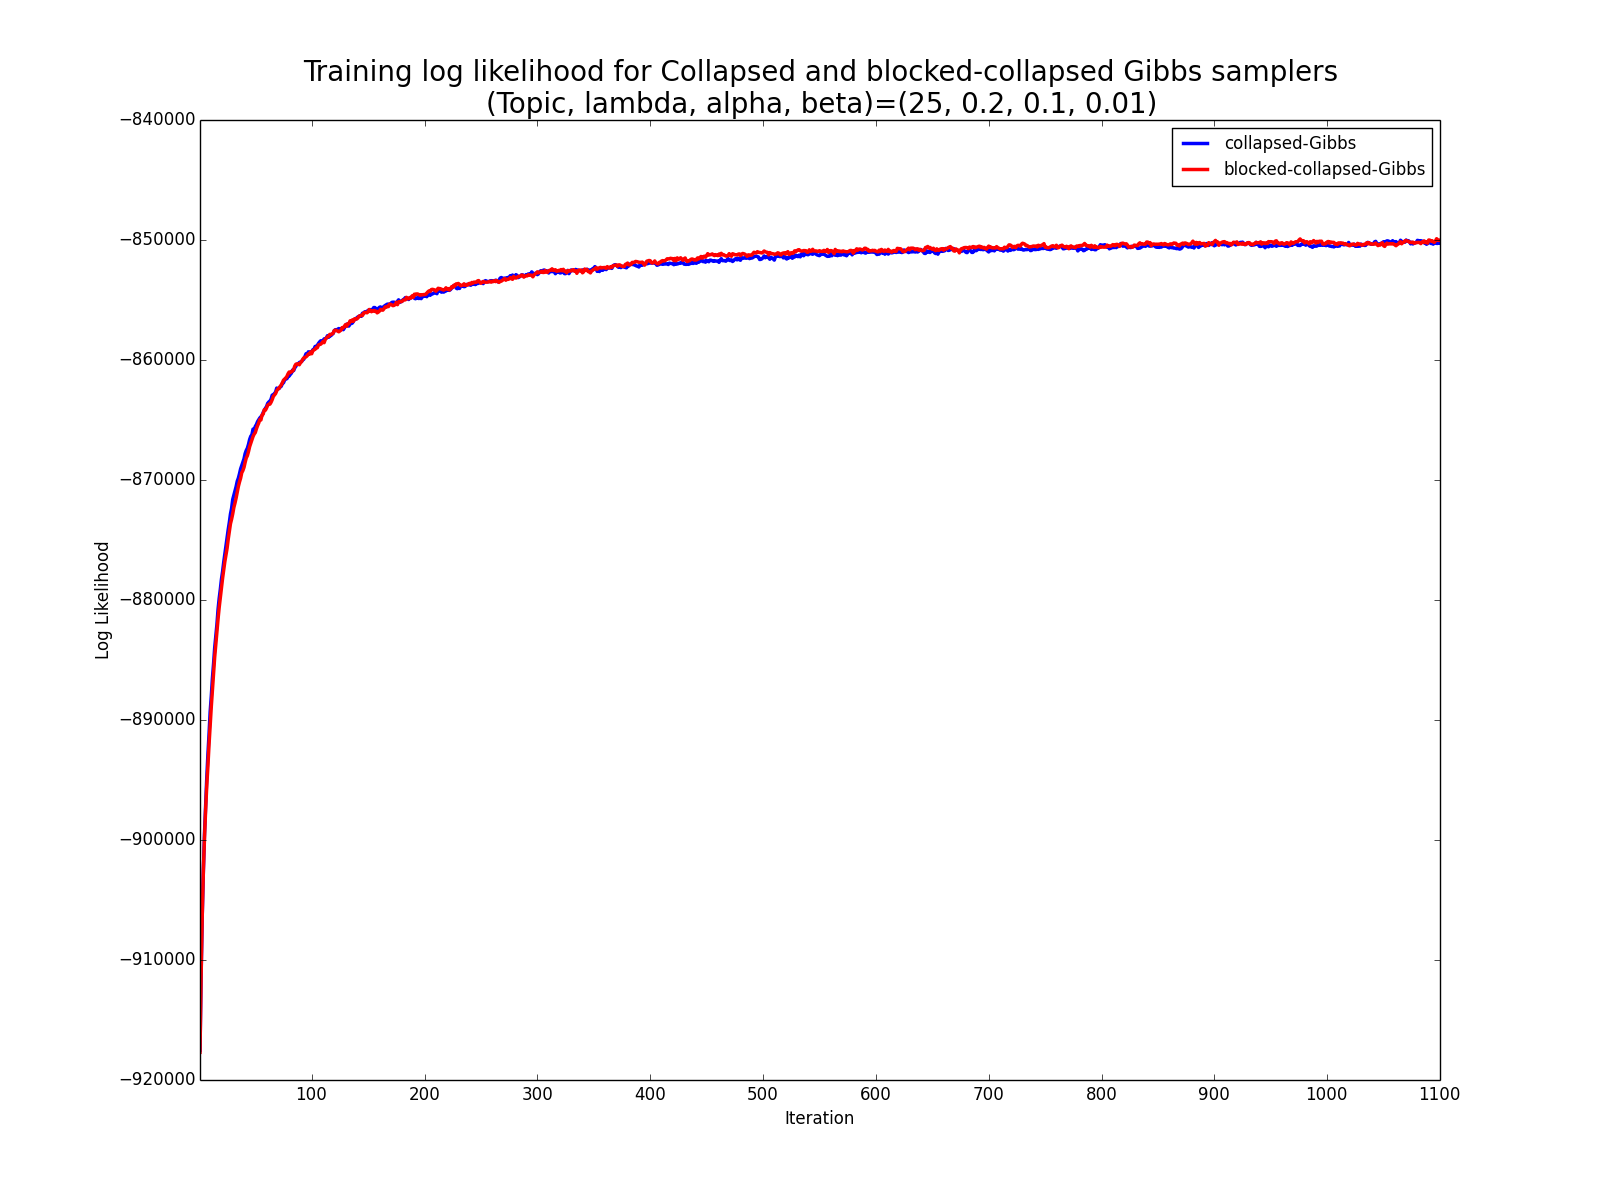 Training log likelihood for Collapsed and blocked-collapsed Gibbs samplers
(Topic, lambda, alpha, beta)=(25, 0.2, 0.1, 0.01)
collapsed-Gibbs
blocked-collapsed-Gibbs
Log Likelihood
−840000
−850000
−860000
−870000
−880000
−890000
−900000
−910000
−920000
100 200 300 400 500 600 700 800 900 1000 1100
Iteration